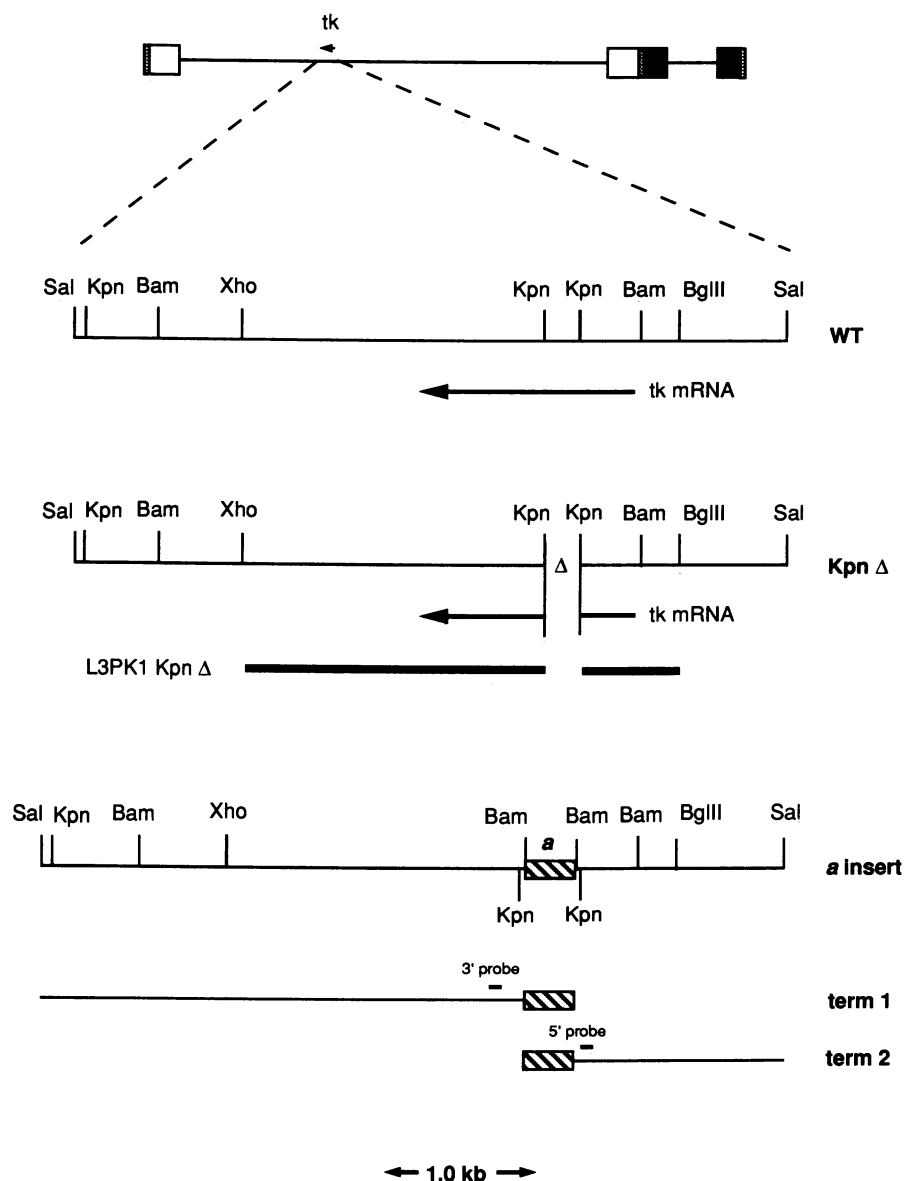 tk
Sal Kpn Bam Xho Kpn Kpn Bam BglII Sal
WT
tk mRNA
Sal Kpn Bam Xho Kpn Kpn Bam BglII Sal
Δ
Kpn Δ
tk mRNA
L3PK1 Kpn Δ
Sal Kpn Bam Xho Bam Bam Bam BglII Sal
a
a insert
Kpn Kpn
3' probe
term 1
5' probe
term 2
1.0 kb